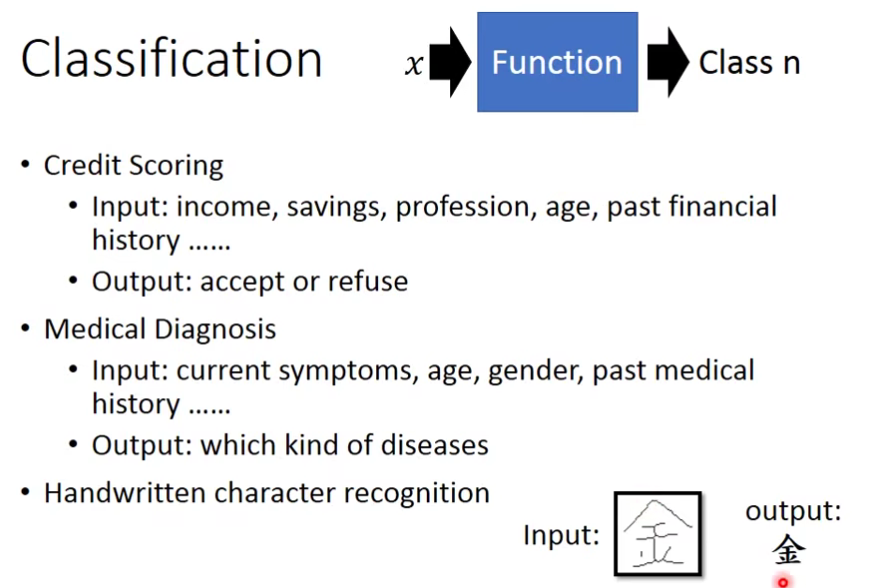 Classification
x
Function
Class n
• Credit Scoring
• Input: income, savings, profession, age, past financial
history ......
• Output: accept or refuse
• Medical Diagnosis
• Input: current symptoms, age, gender, past medical
history ......
• Output: which kind of diseases
• Handwritten character recognition
Input:
金
output:
金